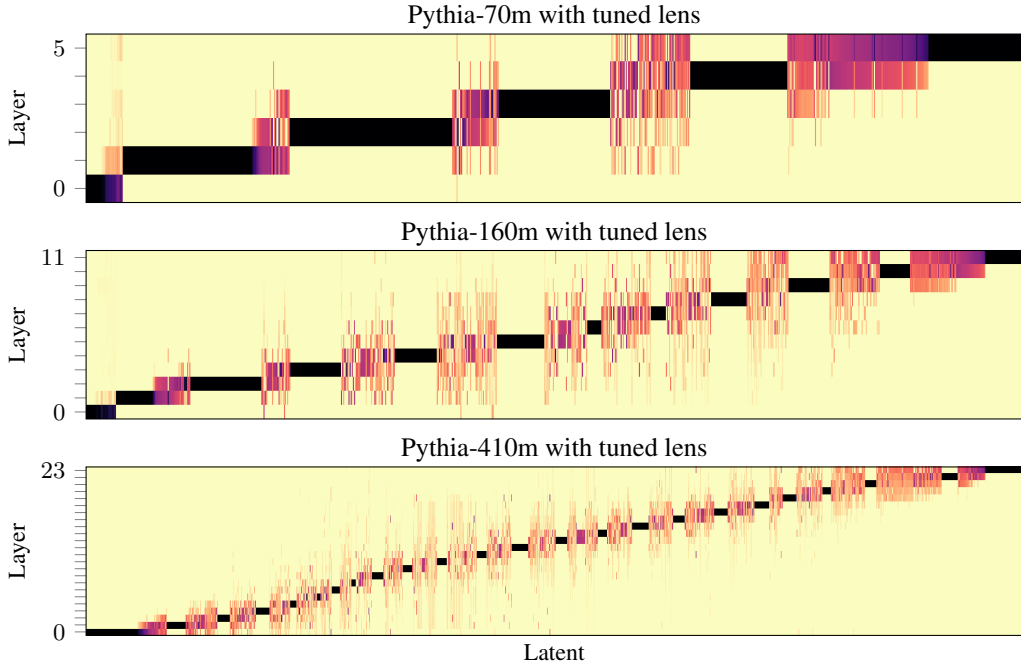 Pythia-70m with tuned lens
5
Layer
0
Pythia-160m with tuned lens
11
Layer
0
Pythia-410m with tuned lens
23
Layer
0
Latent